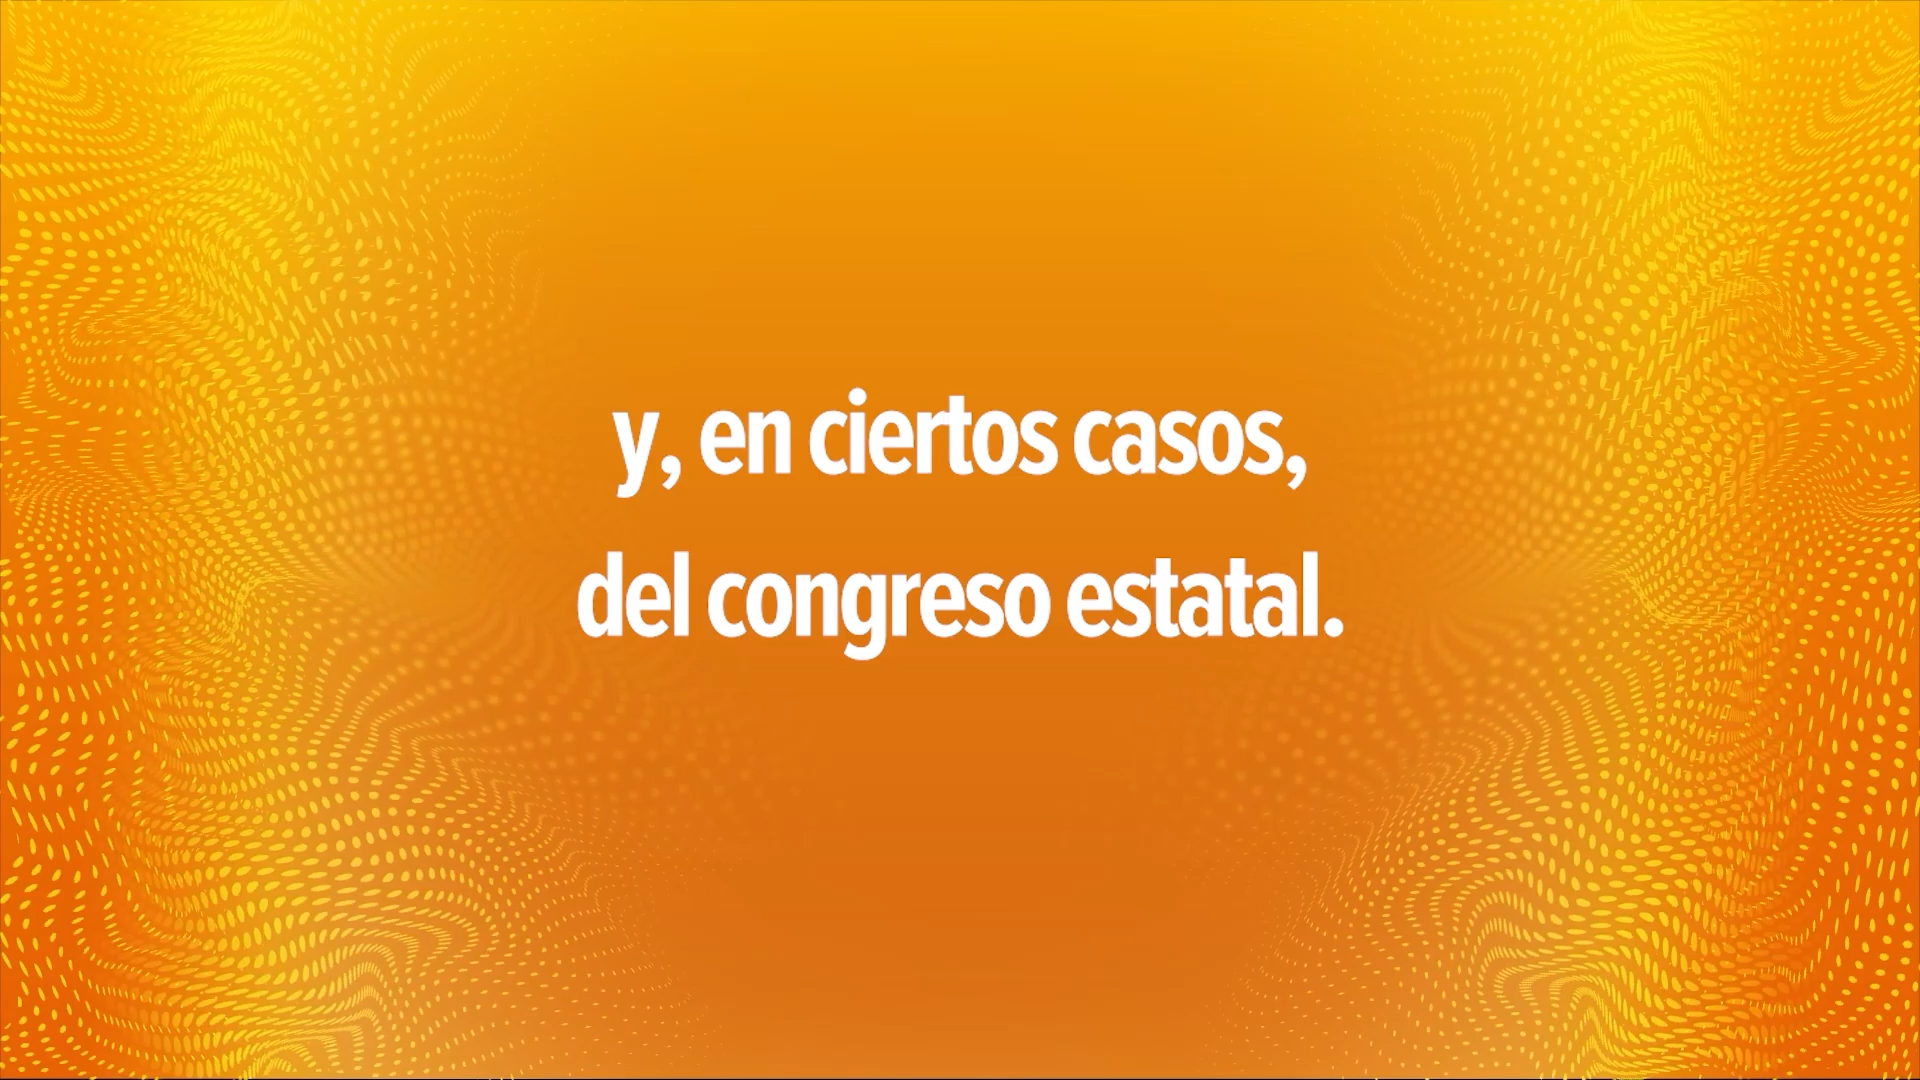 y, en ciertos casos,
del congreso estatal.